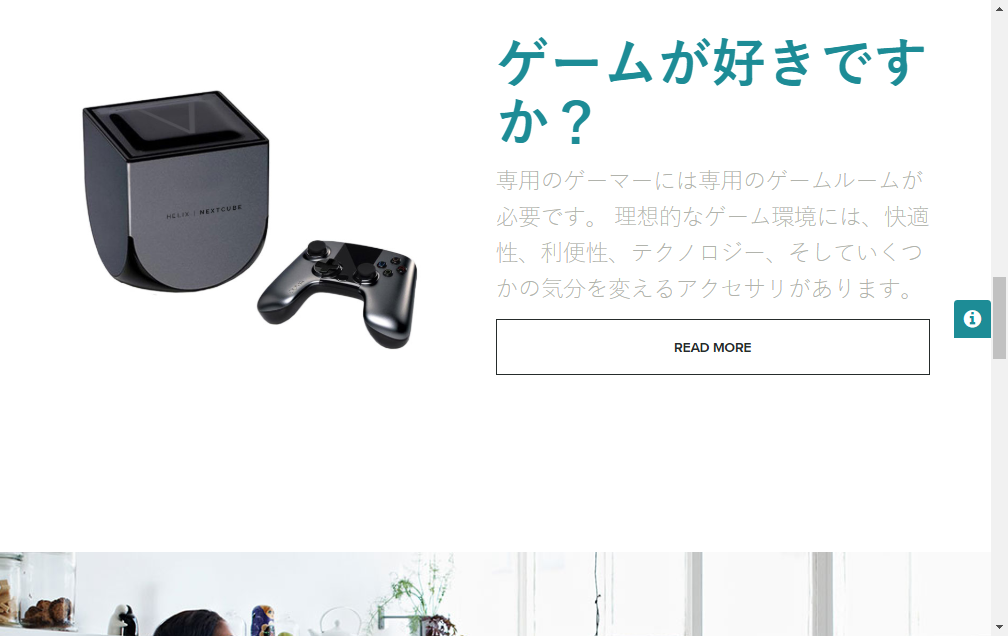 ゲームが好きです
か？
専用のゲーマーには専用のゲームルームが
必要です。 理想的なゲーム環境には、快適
性、利便性、テクノロジー、そしていくつ
かの気分を変えるアクセサリがあります。
HELIX / NEXTCUBE
READ MORE